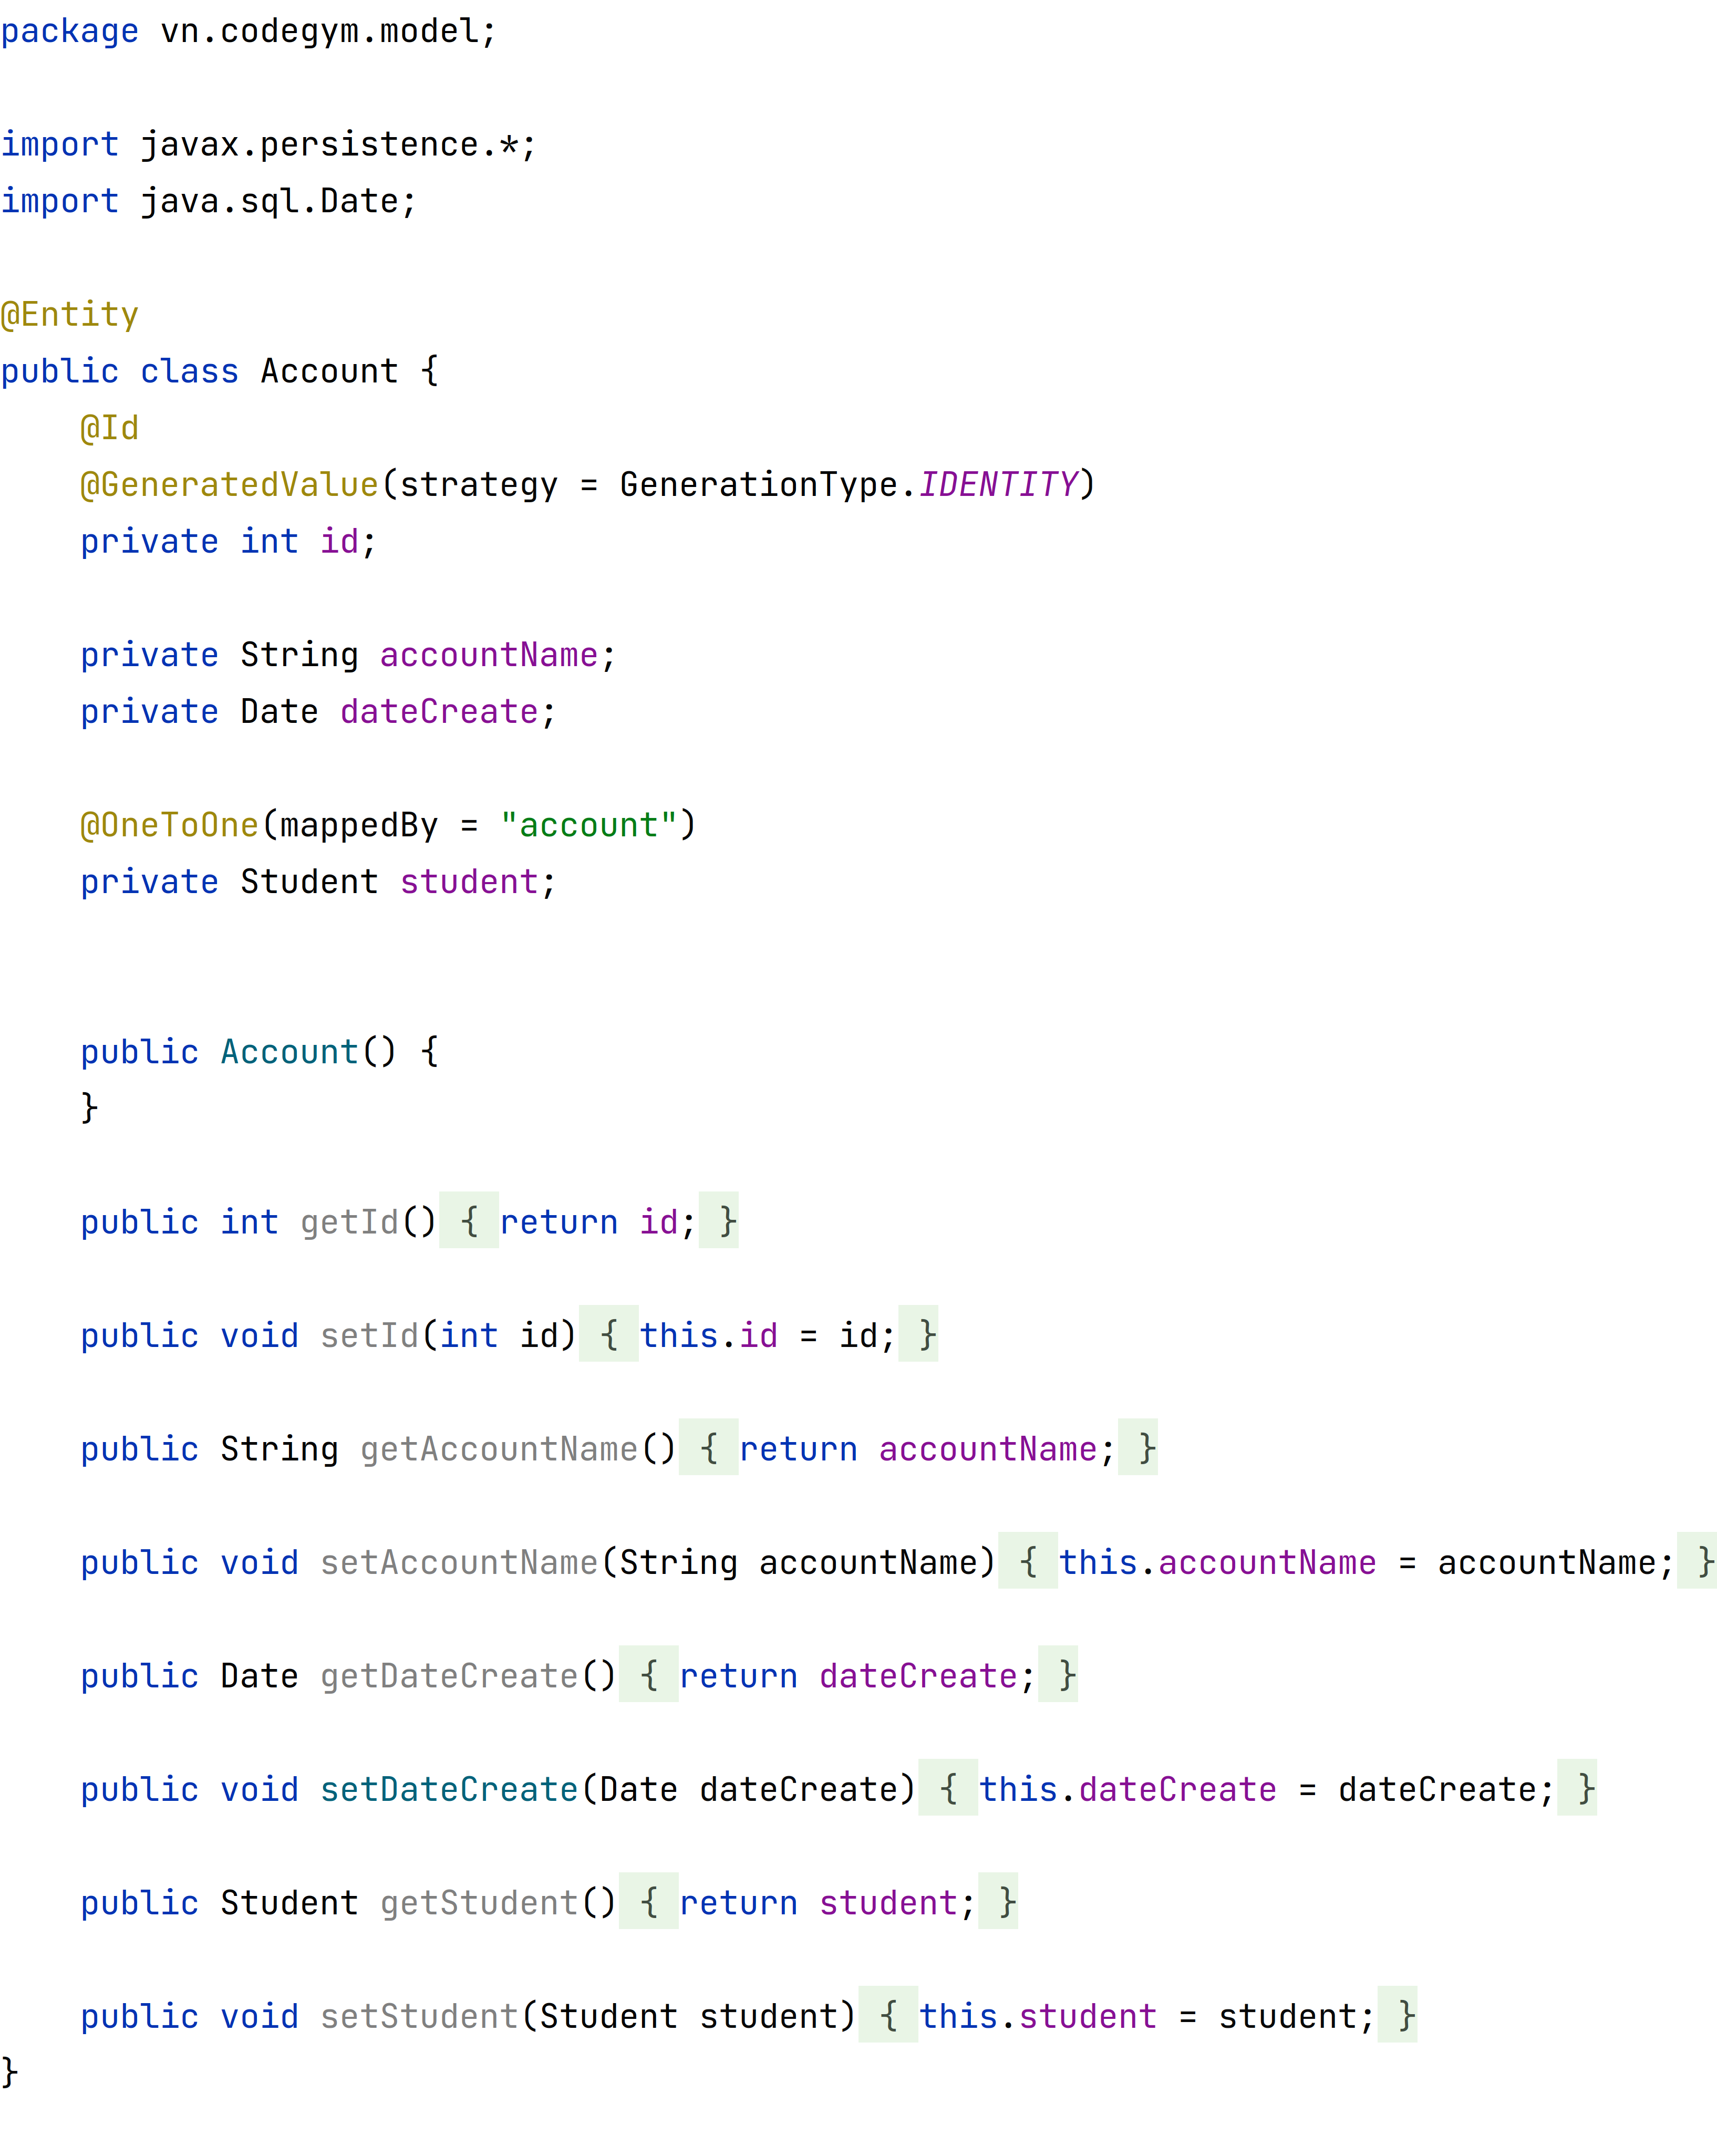 package vn.codegym.model;
import javax.persistence.*;
import java.sql.Date;
@Entity
public class Account {
    @Id
    @GeneratedValue(strategy = GenerationType.IDENTITY)
    private int id;
    private String accountName;
    private Date dateCreate;
    @OneToOne(mappedBy = "account")
    private Student student;
    public Account() {
    }
    public int getId() { return id; }
    public void setId(int id) { this.id = id; }
    public String getAccountName() { return accountName; }
    public void setAccountName(String accountName) { this.accountName = accountName; }
    public Date getDateCreate() { return dateCreate; }
    public void setDateCreate(Date dateCreate) { this.dateCreate = dateCreate; }
    public Student getStudent() { return student; }
    public void setStudent(Student student) { this.student = student; }
}